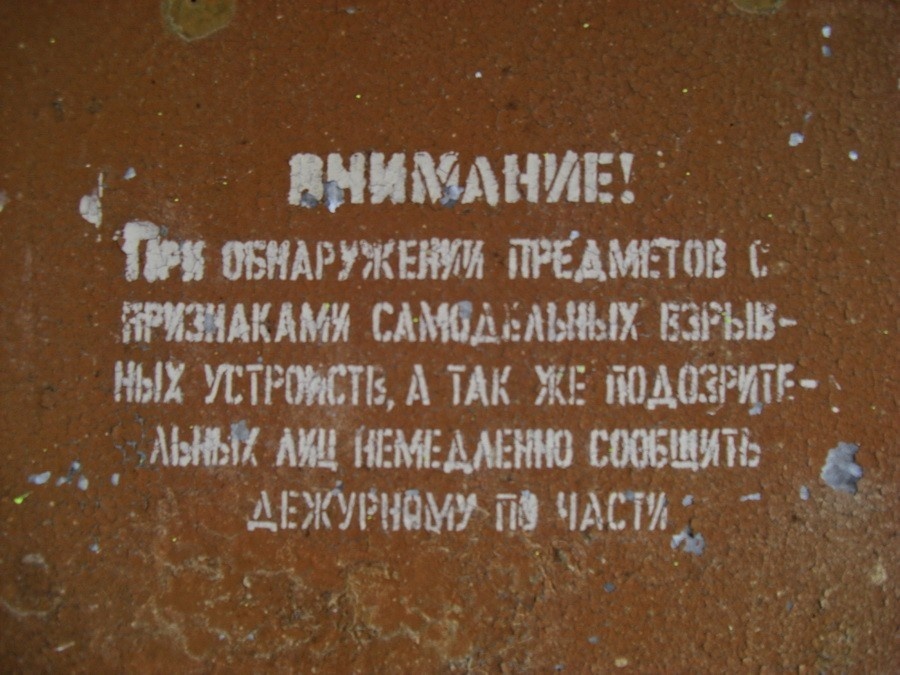 ВНИМАНИЕ!
При обнаружении предметов с
признаками самодельных взрыв-
ных устройств, а так же подозрите-
льных лиц немедленно сообщить
дежурному по части